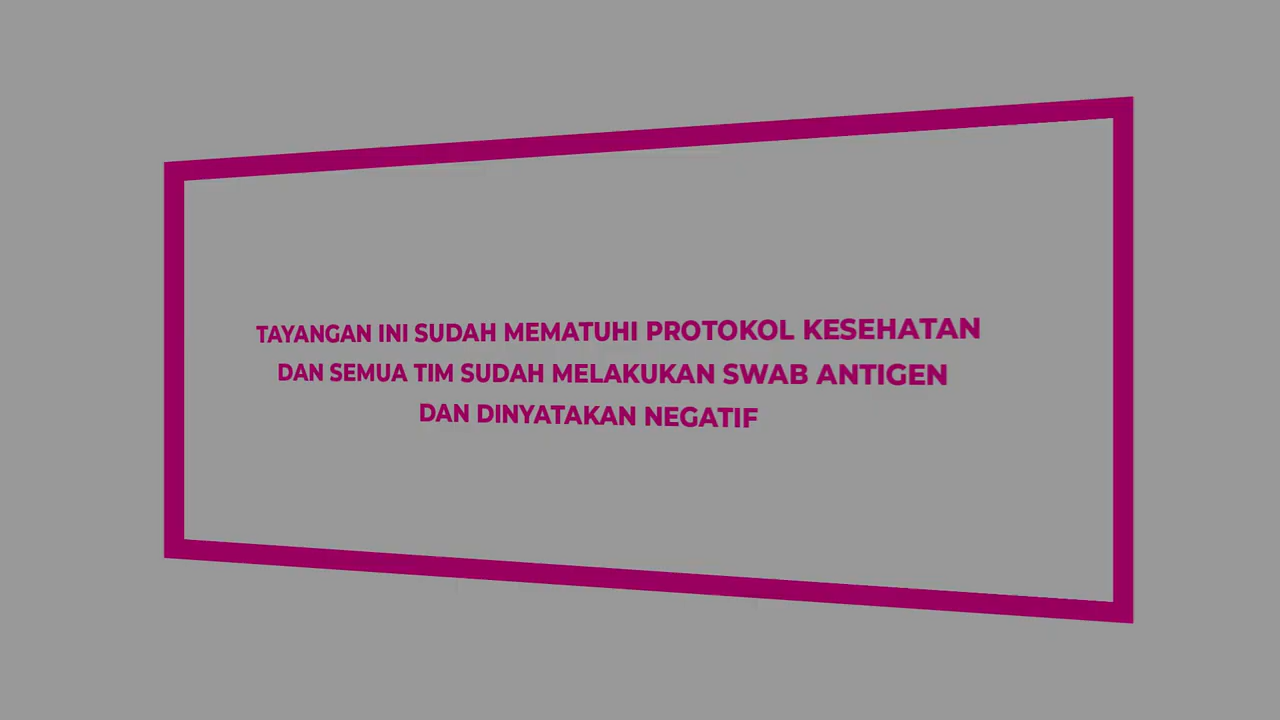 TAYANGAN INI SUDAH MEMATUHI PROTOKOL KESEHATAN
DAN SEMUA TIM SUDAH MELAKUKAN SWAB ANTIGEN
DAN DINYATAKAN NEGATIF